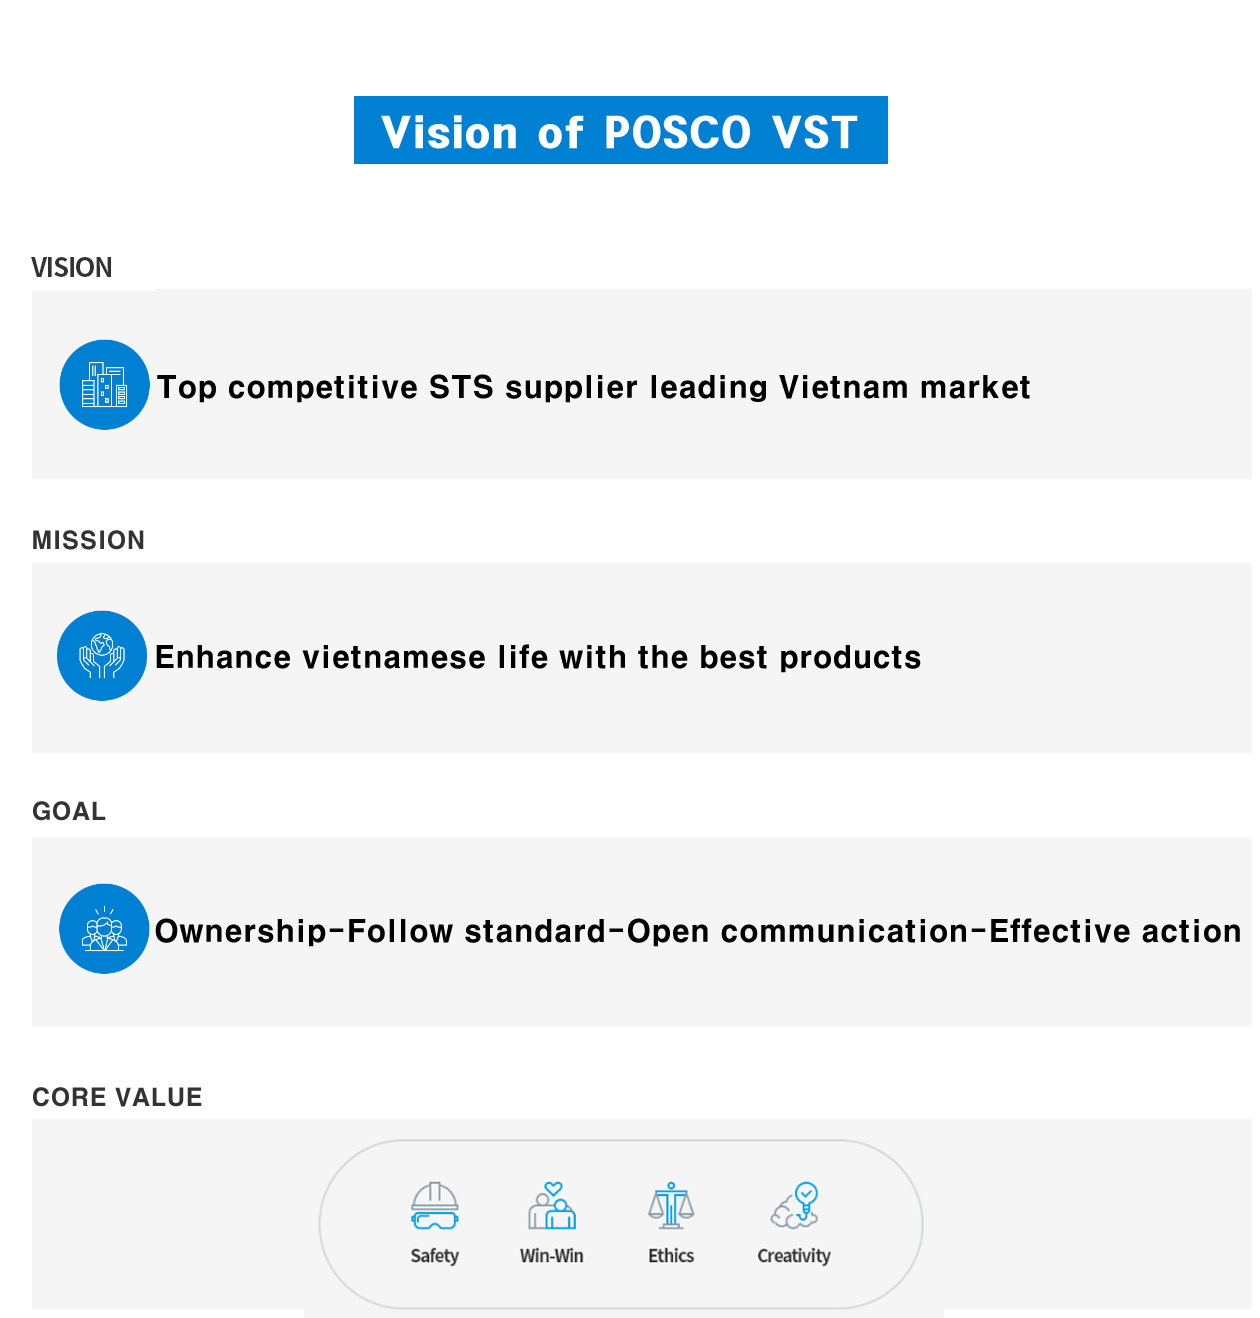 Vision of POSCO VST
VISION
Top competitive STS supplier leading Vietnam market
MISSION
Enhance vietnamese life with the best products
GOAL
Ownership-Follow standard-Open communication-Effective action
CORE VALUE
Safety Win-Win Ethics Creativity